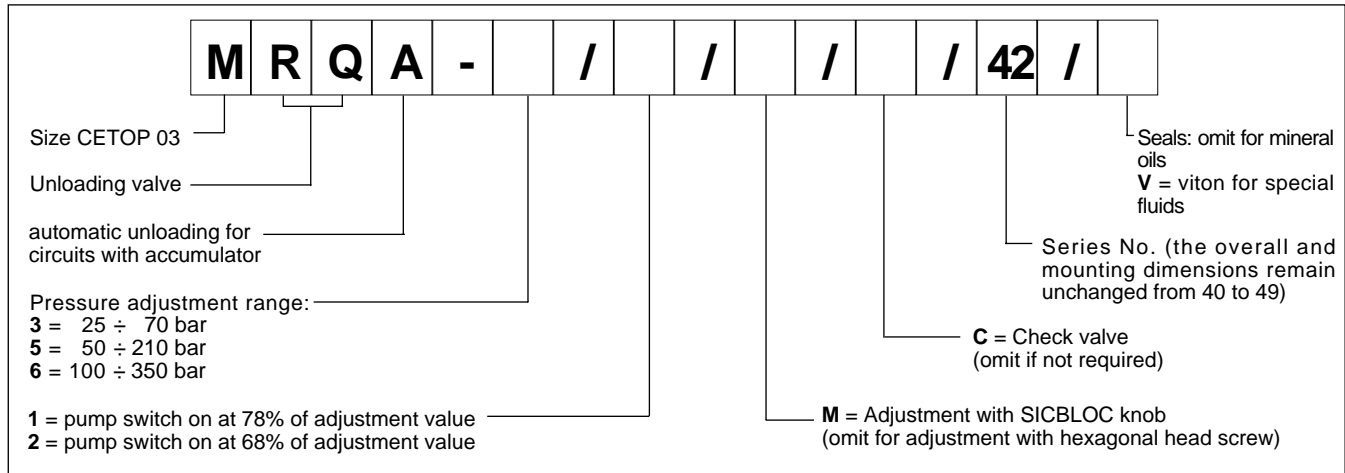 M R Q A - / / / / 42 /
Size CETOP 03
Unloading valve
automatic unloading for
circuits with accumulator
Pressure adjustment range:
3 = 25 ÷ 70 bar
5 = 50 ÷ 210 bar
6 = 100 ÷ 350 bar
1 = pump switch on at 78% of adjustment value
2 = pump switch on at 68% of adjustment value
M = Adjustment with SICBLOC knob
(omit for adjustment with hexagonal head screw)
C = Check valve
(omit if not required)
Series No. (the overall and
mounting dimensions remain
unchanged from 40 to 49)
Seals: omit for mineral
oils
V = viton for special
fluids